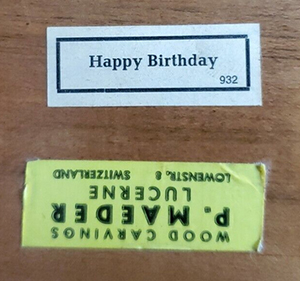 Happy Birthday
932
WOOD CARVINGS
P. MAEDER
LUCERNE
LOWENSTR. 8 SWITZERLAND